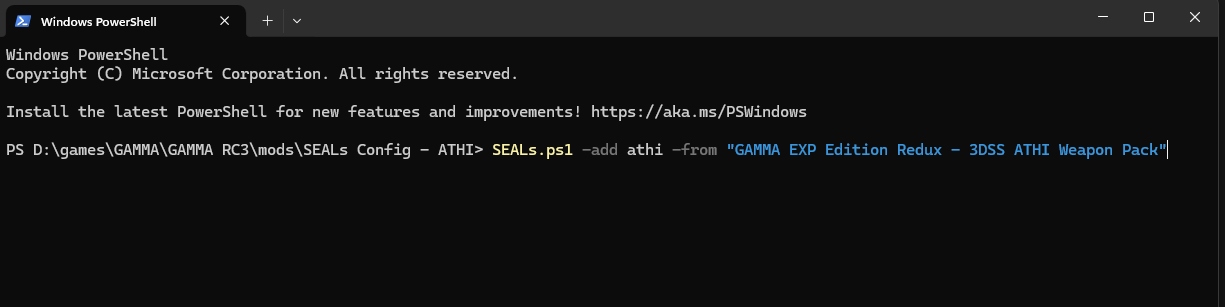 Windows PowerShell
Windows PowerShell
Copyright (C) Microsoft Corporation. All rights reserved.
Install the latest PowerShell for new features and improvements! https://aka.ms/PSWindows
PS D:\games\GAMMA\GAMMA RC3\mods\SEALs Config - ATHI> SEALs.ps1 -add athi -from "GAMMA EXP Edition Redux - 3DSS ATHI Weapon Pack"